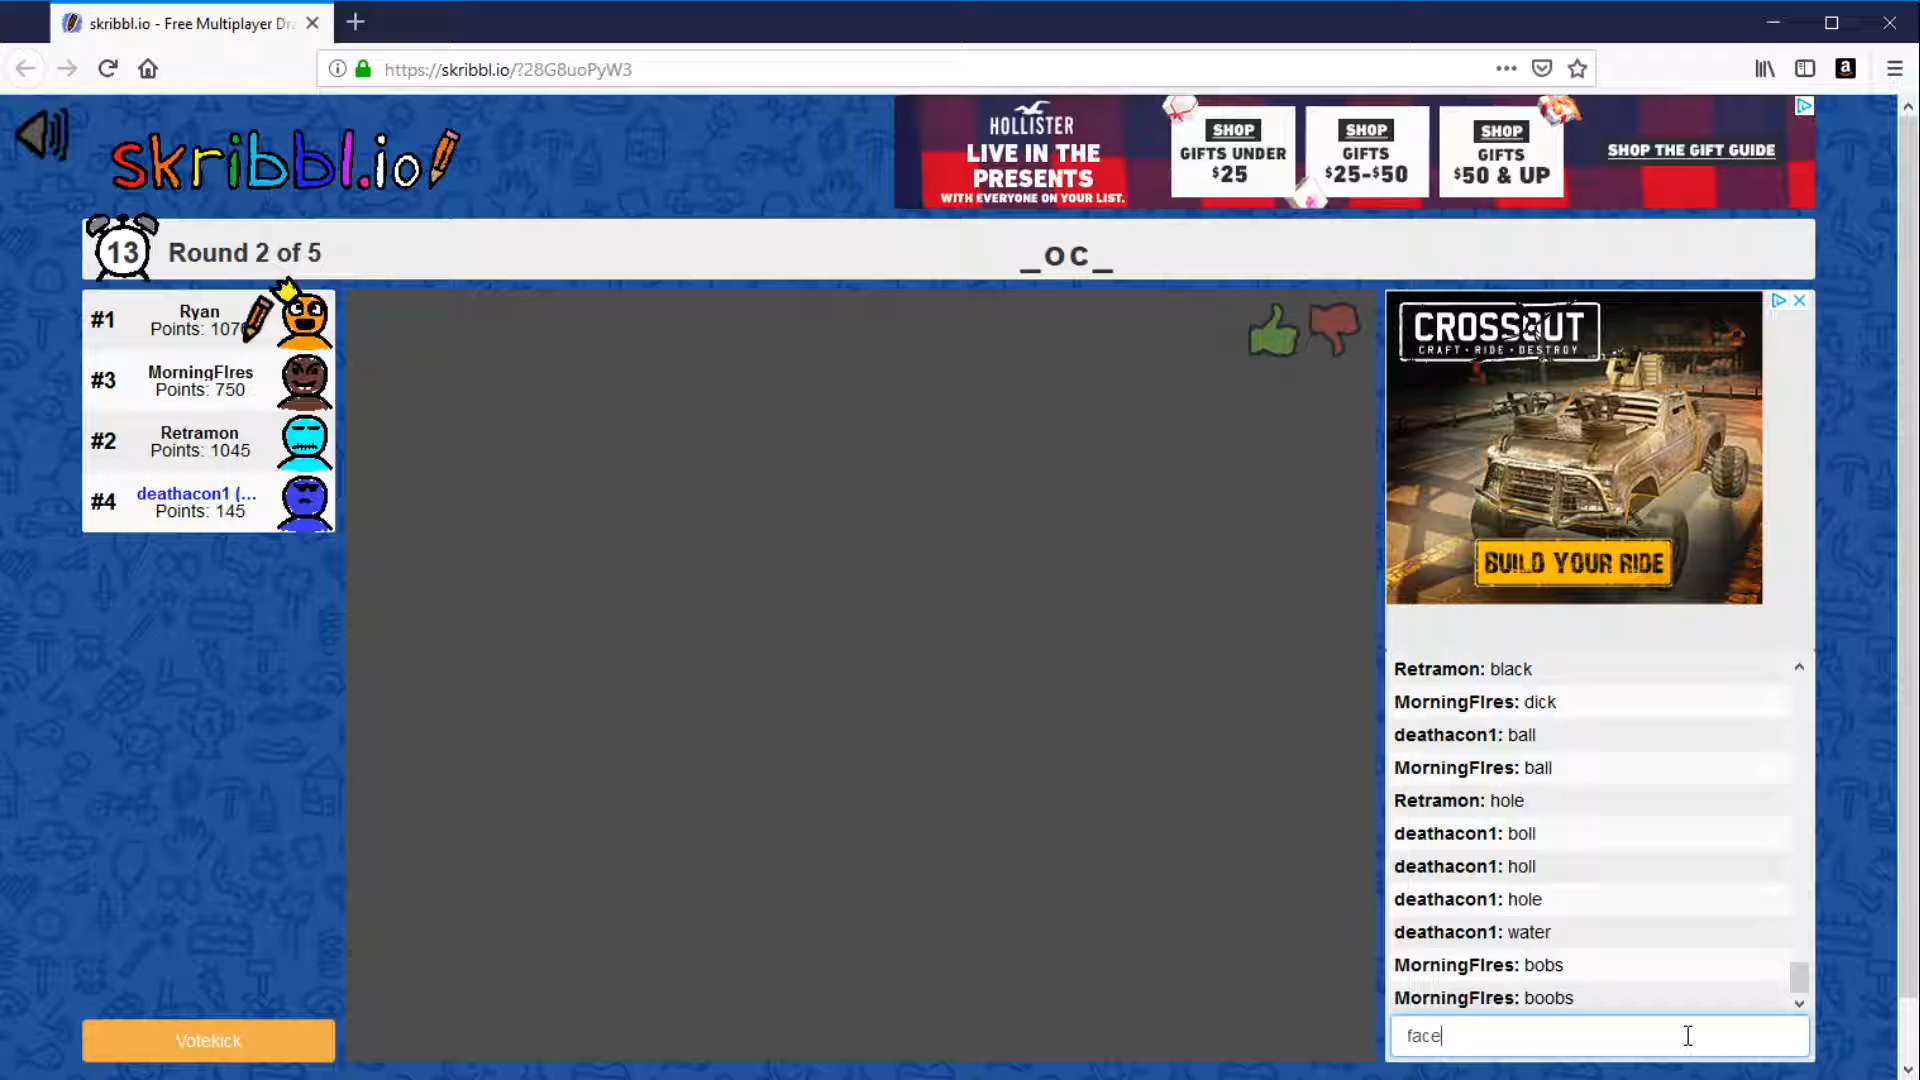 skribbl.io - Free Multiplayer Dra
https://skribbl.io/?28G8uoPyW3
skribbl.io
HOLLISTER
LIVE IN THE
PRESENTS
WITH EVERYONE ON YOUR LIST.
SHOP
GIFTS UNDER
$25
SHOP
GIFTS
$25-$50
SHOP
GIFTS
$50 & UP
SHOP THE GIFT GUIDE
13
Round 2 of 5
_oc_
#1
Ryan
Points: 107
#3
MorningFIres
Points: 750
#2
Retramon
Points: 1045
#4
deathacon1 (...
Points: 145
Votekick
CROSSOUT
CRAFT • RIDE • DESTROY
BUILD YOUR RIDE
Retramon: black
MorningFIres: dick
deathacon1: ball
MorningFIres: ball
Retramon: hole
deathacon1: boll
deathacon1: holl
deathacon1: hole
deathacon1: water
MorningFIres: bobs
MorningFIres: boobs
face